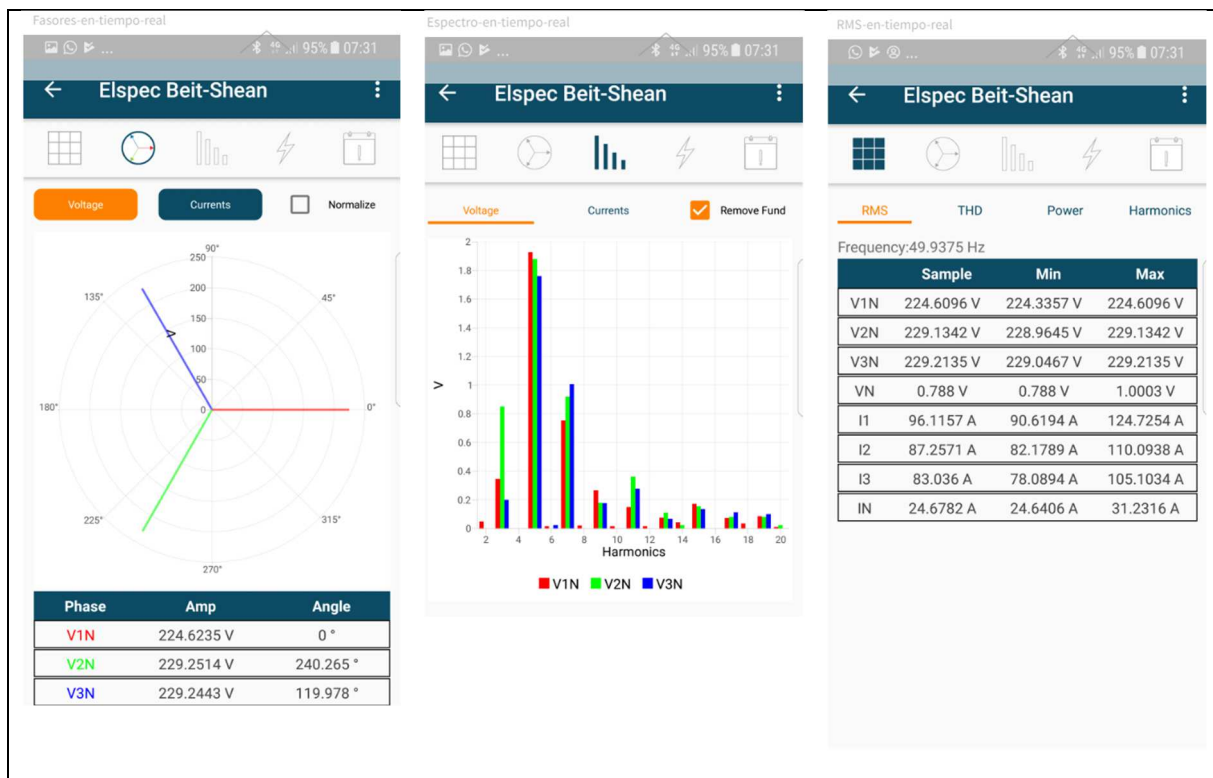 Fasores-en-tiempo-real
... 4G 95% 07:31
← Elspec Beit-Shean
Voltage Currents Normalize
90°
250
135° 200 45°
150
V
100
50
180° 0 0°
225° 315°
270°
Phase Amp Angle
V1N 224.6235 V 0 °
V2N 229.2514 V 240.265 °
V3N 229.2443 V 119.978 °
Espectro-en-tiempo-real
... 4G 95% 07:31
← Elspec Beit-Shean
Voltage Currents Remove Fund
2
1.8
1.6
1.4
1.2
V 1
0.8
0.6
0.4
0.2
0
2 4 6 8 10 12 14 16 18 20
Harmonics
V1N V2N V3N
RMS-en-tiempo-real
... 4G 95% 07:31
← Elspec Beit-Shean
RMS THD Power Harmonics
Frequency:49.9375 Hz
Sample Min Max
V1N 224.6096 V 224.3357 V 224.6096 V
V2N 229.1342 V 228.9645 V 229.1342 V
V3N 229.2135 V 229.0467 V 229.2135 V
VN 0.788 V 0.788 V 1.0003 V
I1 96.1157 A 90.6194 A 124.7254 A
I2 87.2571 A 82.1789 A 110.0938 A
I3 83.036 A 78.0894 A 105.1034 A
IN 24.6782 A 24.6406 A 31.2316 A